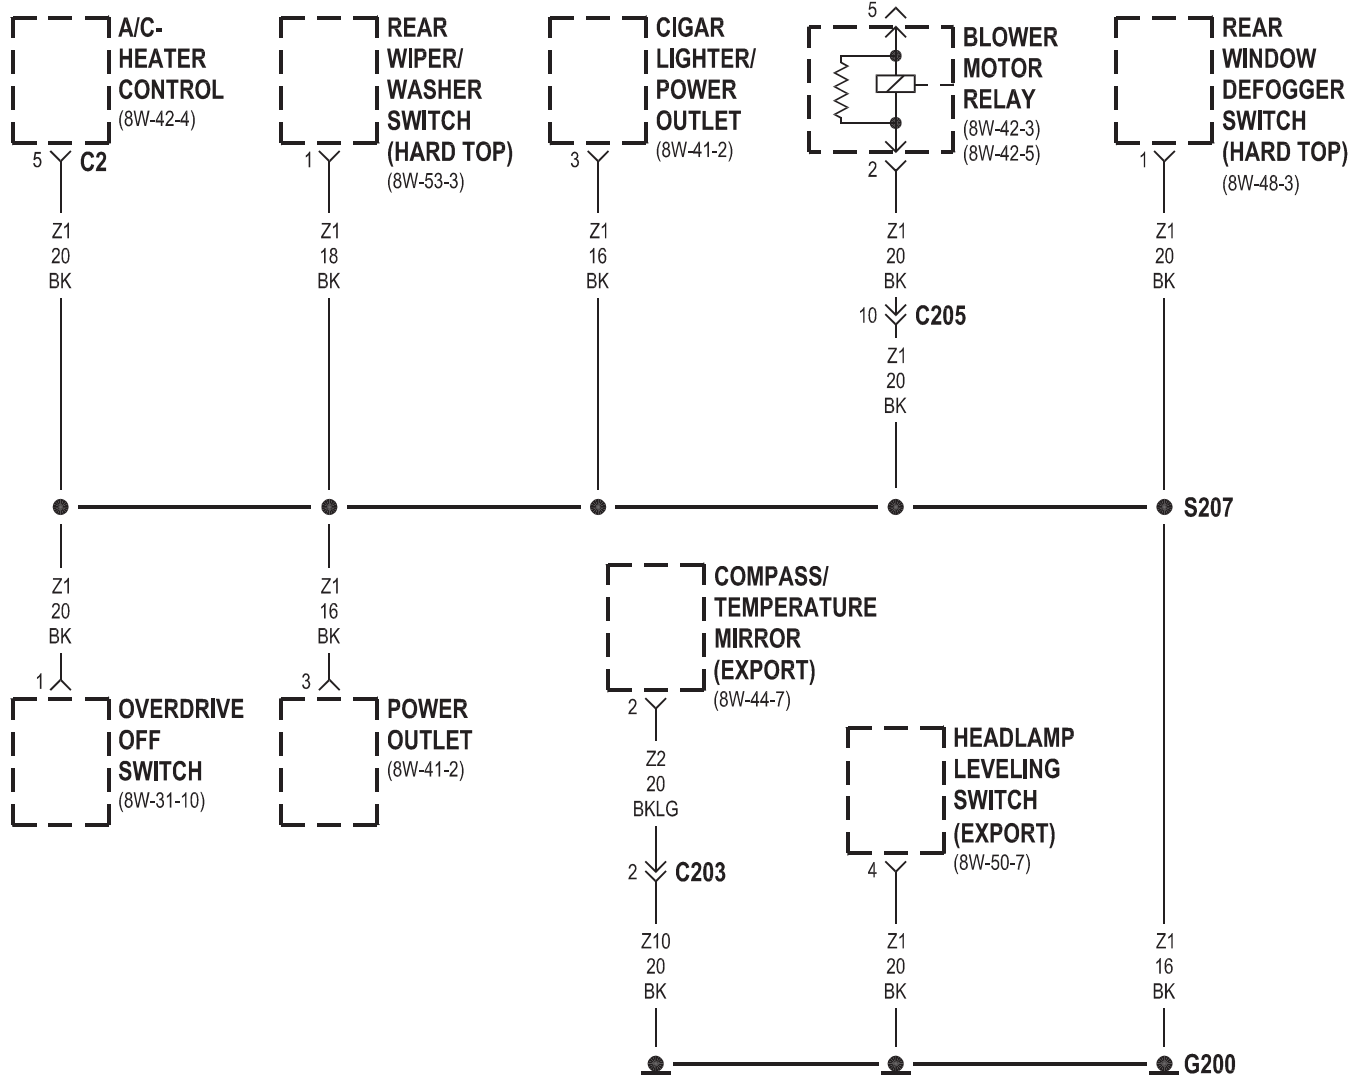 A/C-
HEATER
CONTROL
(8W-42-4)
5
C2
Z1
20
BK
REAR
WIPER/
WASHER
SWITCH
(HARD TOP)
(8W-53-3)
1
Z1
18
BK
CIGAR
LIGHTER/
POWER
OUTLET
(8W-41-2)
3
Z1
16
BK
5
BLOWER
MOTOR
RELAY
(8W-42-3)
(8W-42-5)
2
Z1
20
BK
10
C205
Z1
20
BK
REAR
WINDOW
DEFOGGER
SWITCH
(HARD TOP)
(8W-48-3)
1
Z1
20
BK
S207
Z1
20
BK
1
OVERDRIVE
OFF
SWITCH
(8W-31-10)
Z1
16
BK
3
POWER
OUTLET
(8W-41-2)
COMPASS/
TEMPERATURE
MIRROR
(EXPORT)
(8W-44-7)
2
Z2
20
BKLG
2
C203
Z10
20
BK
HEADLAMP
LEVELING
SWITCH
(EXPORT)
(8W-50-7)
4
Z1
20
BK
Z1
16
BK
G200